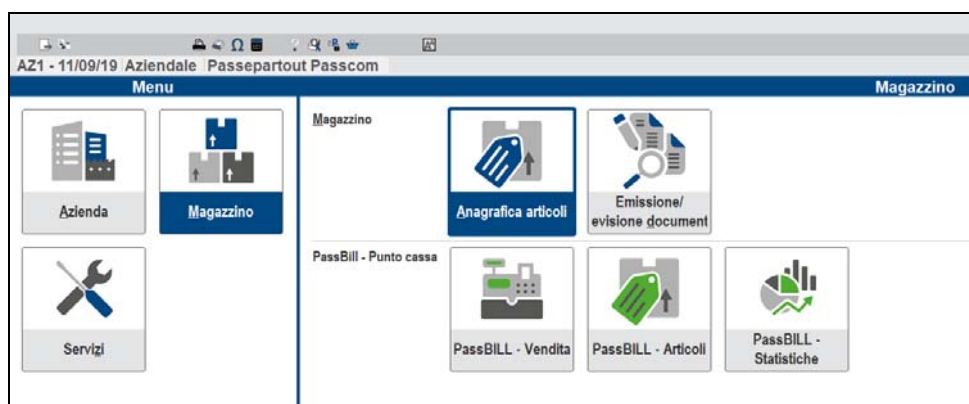 AZ1 - 11/09/19 Aziendale Passepartout Passcom
Menu
Magazzino
Azienda
Magazzino
Servizi
Magazzino
Anagrafica articoli
Emissione/
evisione document
PassBill - Punto cassa
PassBILL - Vendita
PassBILL - Articoli
PassBILL -
Statistiche